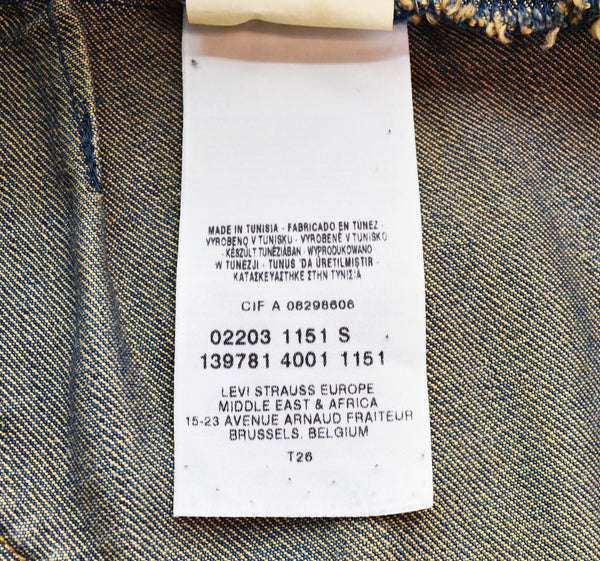 MADE IN TUNISIA - FABRICADO EN TÚNEZ -
VYROBENO V TUNISKU - VYROBENÉ V TUNISKO
- KÉSZÜLT TUNÉZIÁBAN - WYPRODUKOWANO
W TUNEZJI - TUNUS 'DA ÜRETILMIŞTIR -
ΚΑΤΑΣΚΕΥΑΣΤΗΚΕ ΣΤΗΝ ΤΥΝΙΣΙΑ
CIF A 08298606
02203 1151 S
139781 4001 1151
LEVI STRAUSS EUROPE
MIDDLE EAST & AFRICA
15-23 AVENUE ARNAUD FRAITEUR
BRUSSELS. BELGIUM
T26